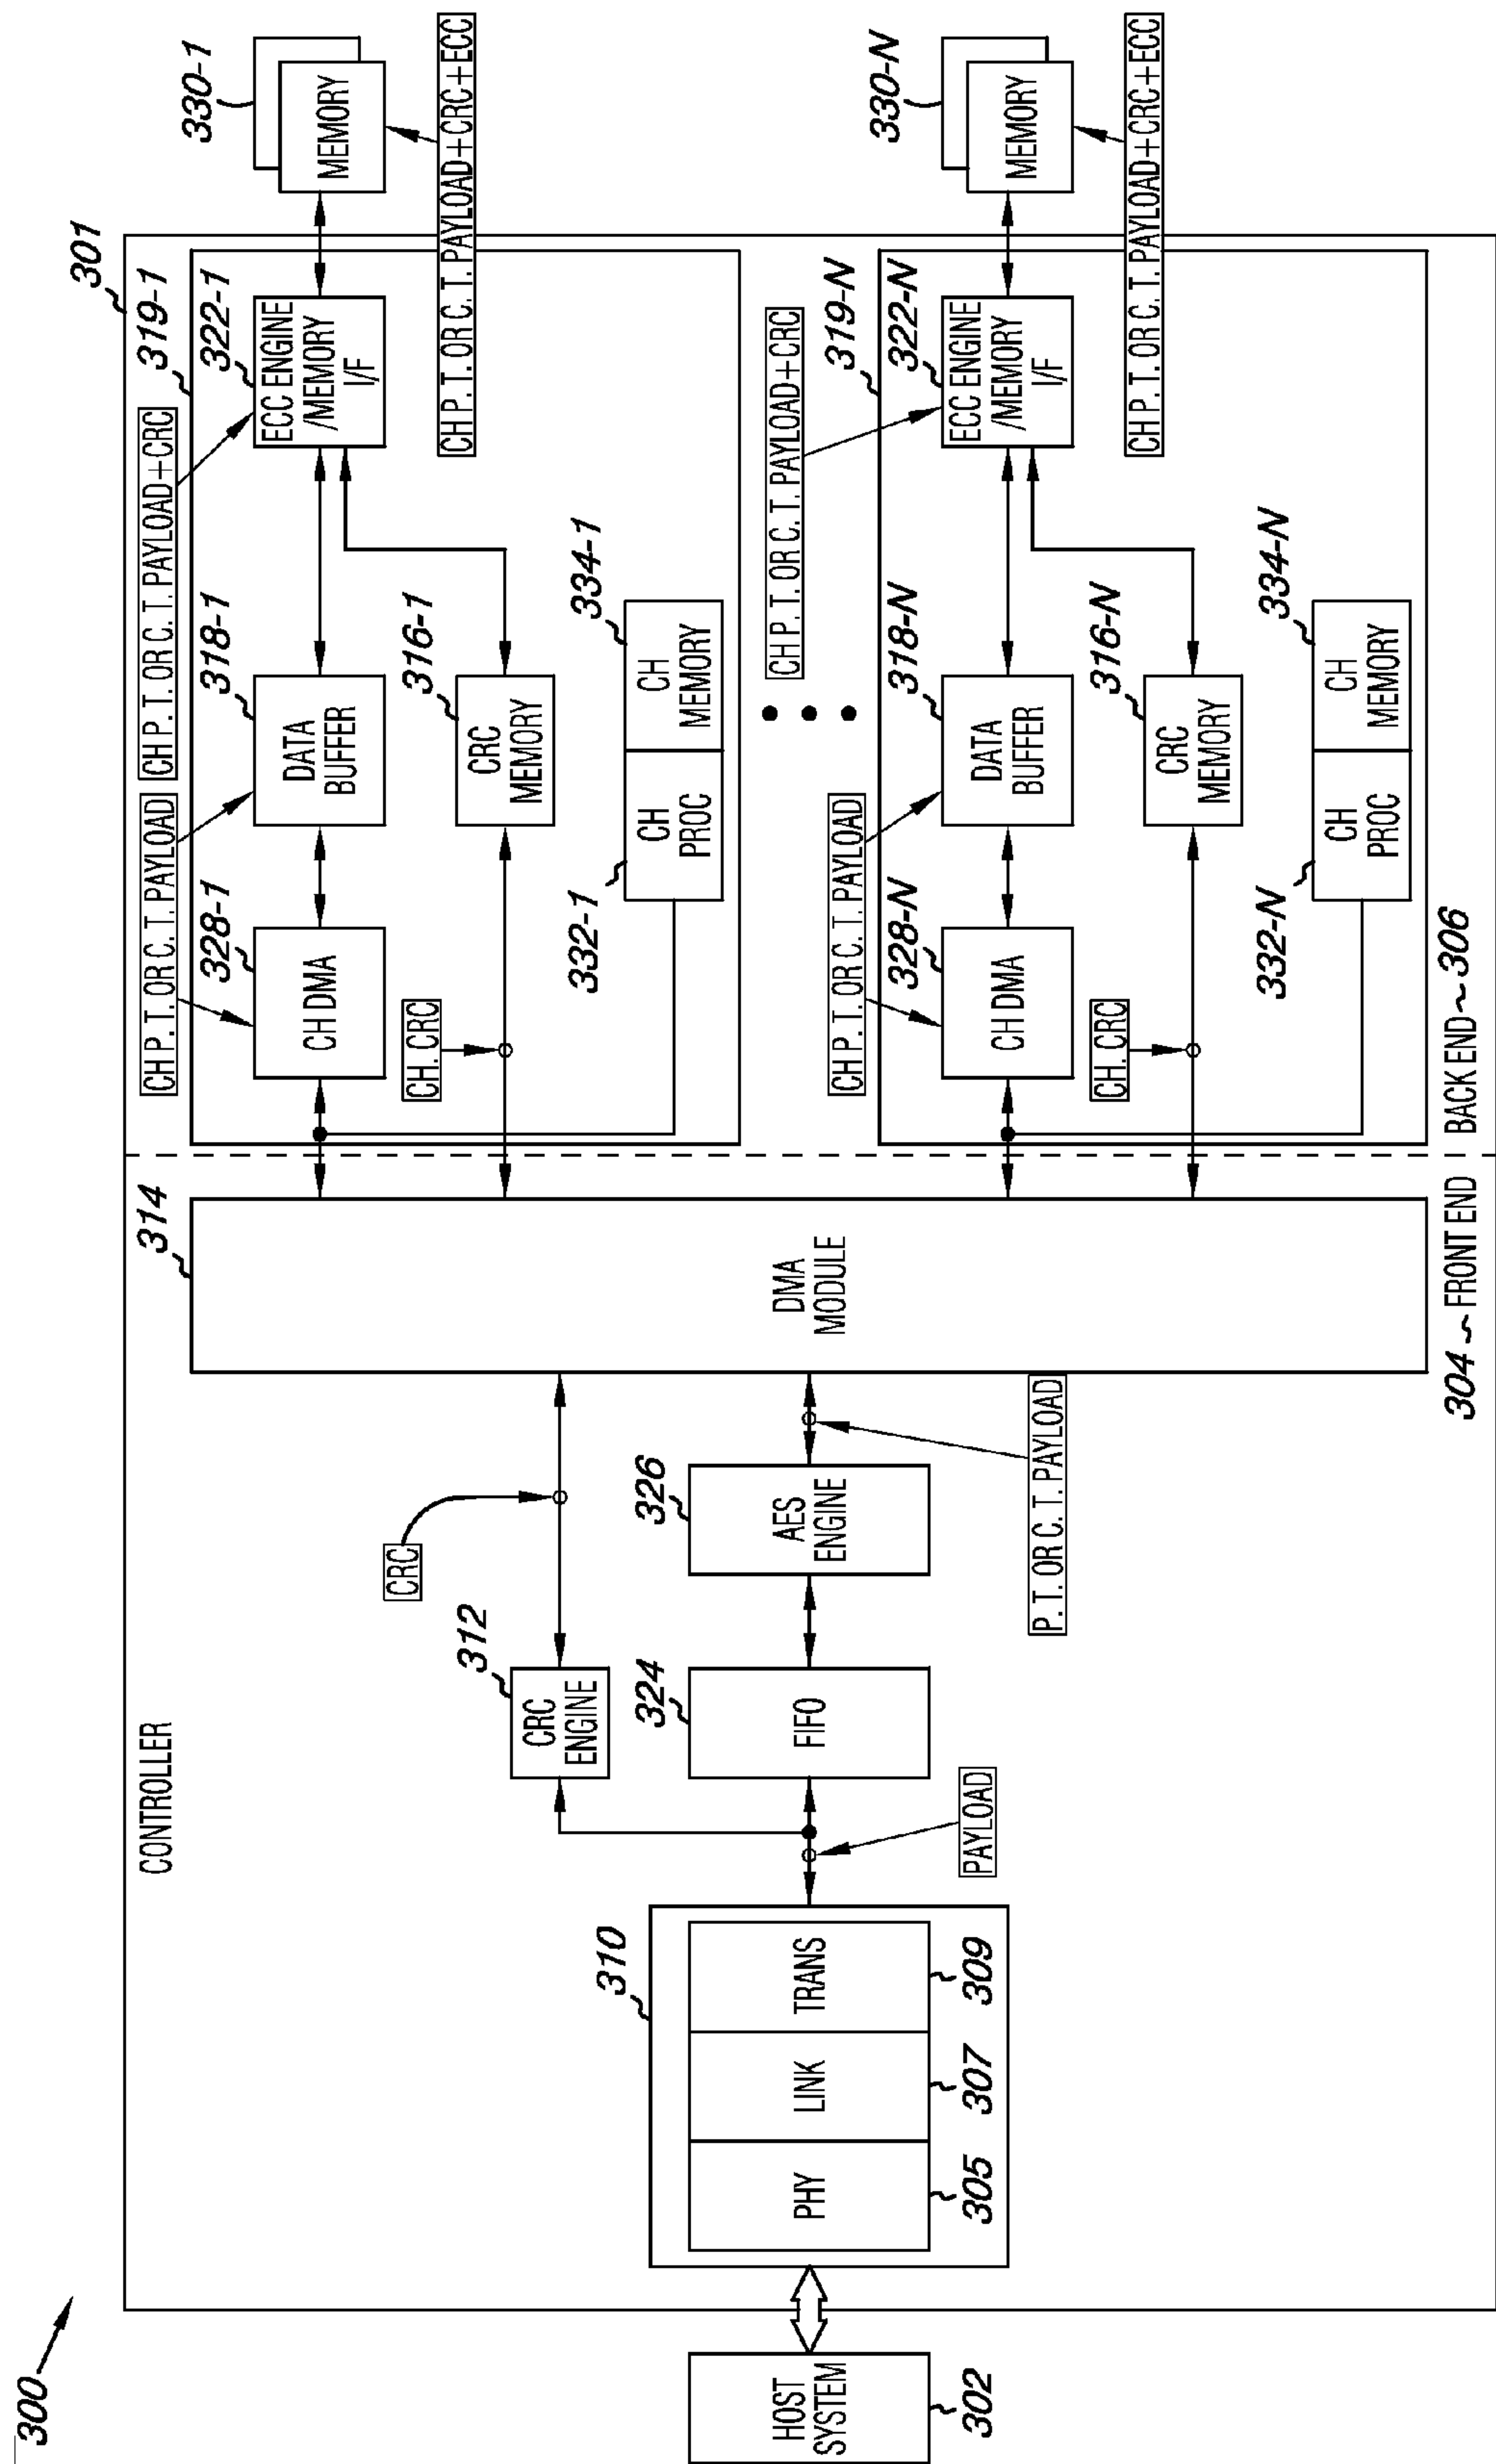 300
HOST
SYSTEM
302
CONTROLLER
310
PHY
LINK
TRANS
305
307
309
PAYLOAD
312
CRC
ENGINE
324
FIFO
CRC
326
AES
ENGINE
P. T. OR C. T. PAYLOAD
314
DMA
MODULE
304 FRONT END
BACK END 306
301
319-1
CH P. T. OR C. T. PAYLOAD
CH P. T. OR C. T. PAYLOAD+CRC
328-1
CH DMA
318-1
DATA
BUFFER
322-1
ECC ENGINE
/MEMORY
I/F
CH. CRC
316-1
CRC
MEMORY
332-1
CH
PROC
334-1
CH
MEMORY
330-1
MEMORY
CH P. T. OR C. T. PAYLOAD+CRC+ECC
CH P. T. OR C. T. PAYLOAD+CRC
319-N
CH P. T. OR C. T. PAYLOAD
328-N
CH DMA
318-N
DATA
BUFFER
322-N
ECC ENGINE
/MEMORY
I/F
CH. CRC
316-N
CRC
MEMORY
332-N
CH
PROC
334-N
CH
MEMORY
330-N
MEMORY
CH P. T. OR C. T. PAYLOAD+CRC+ECC